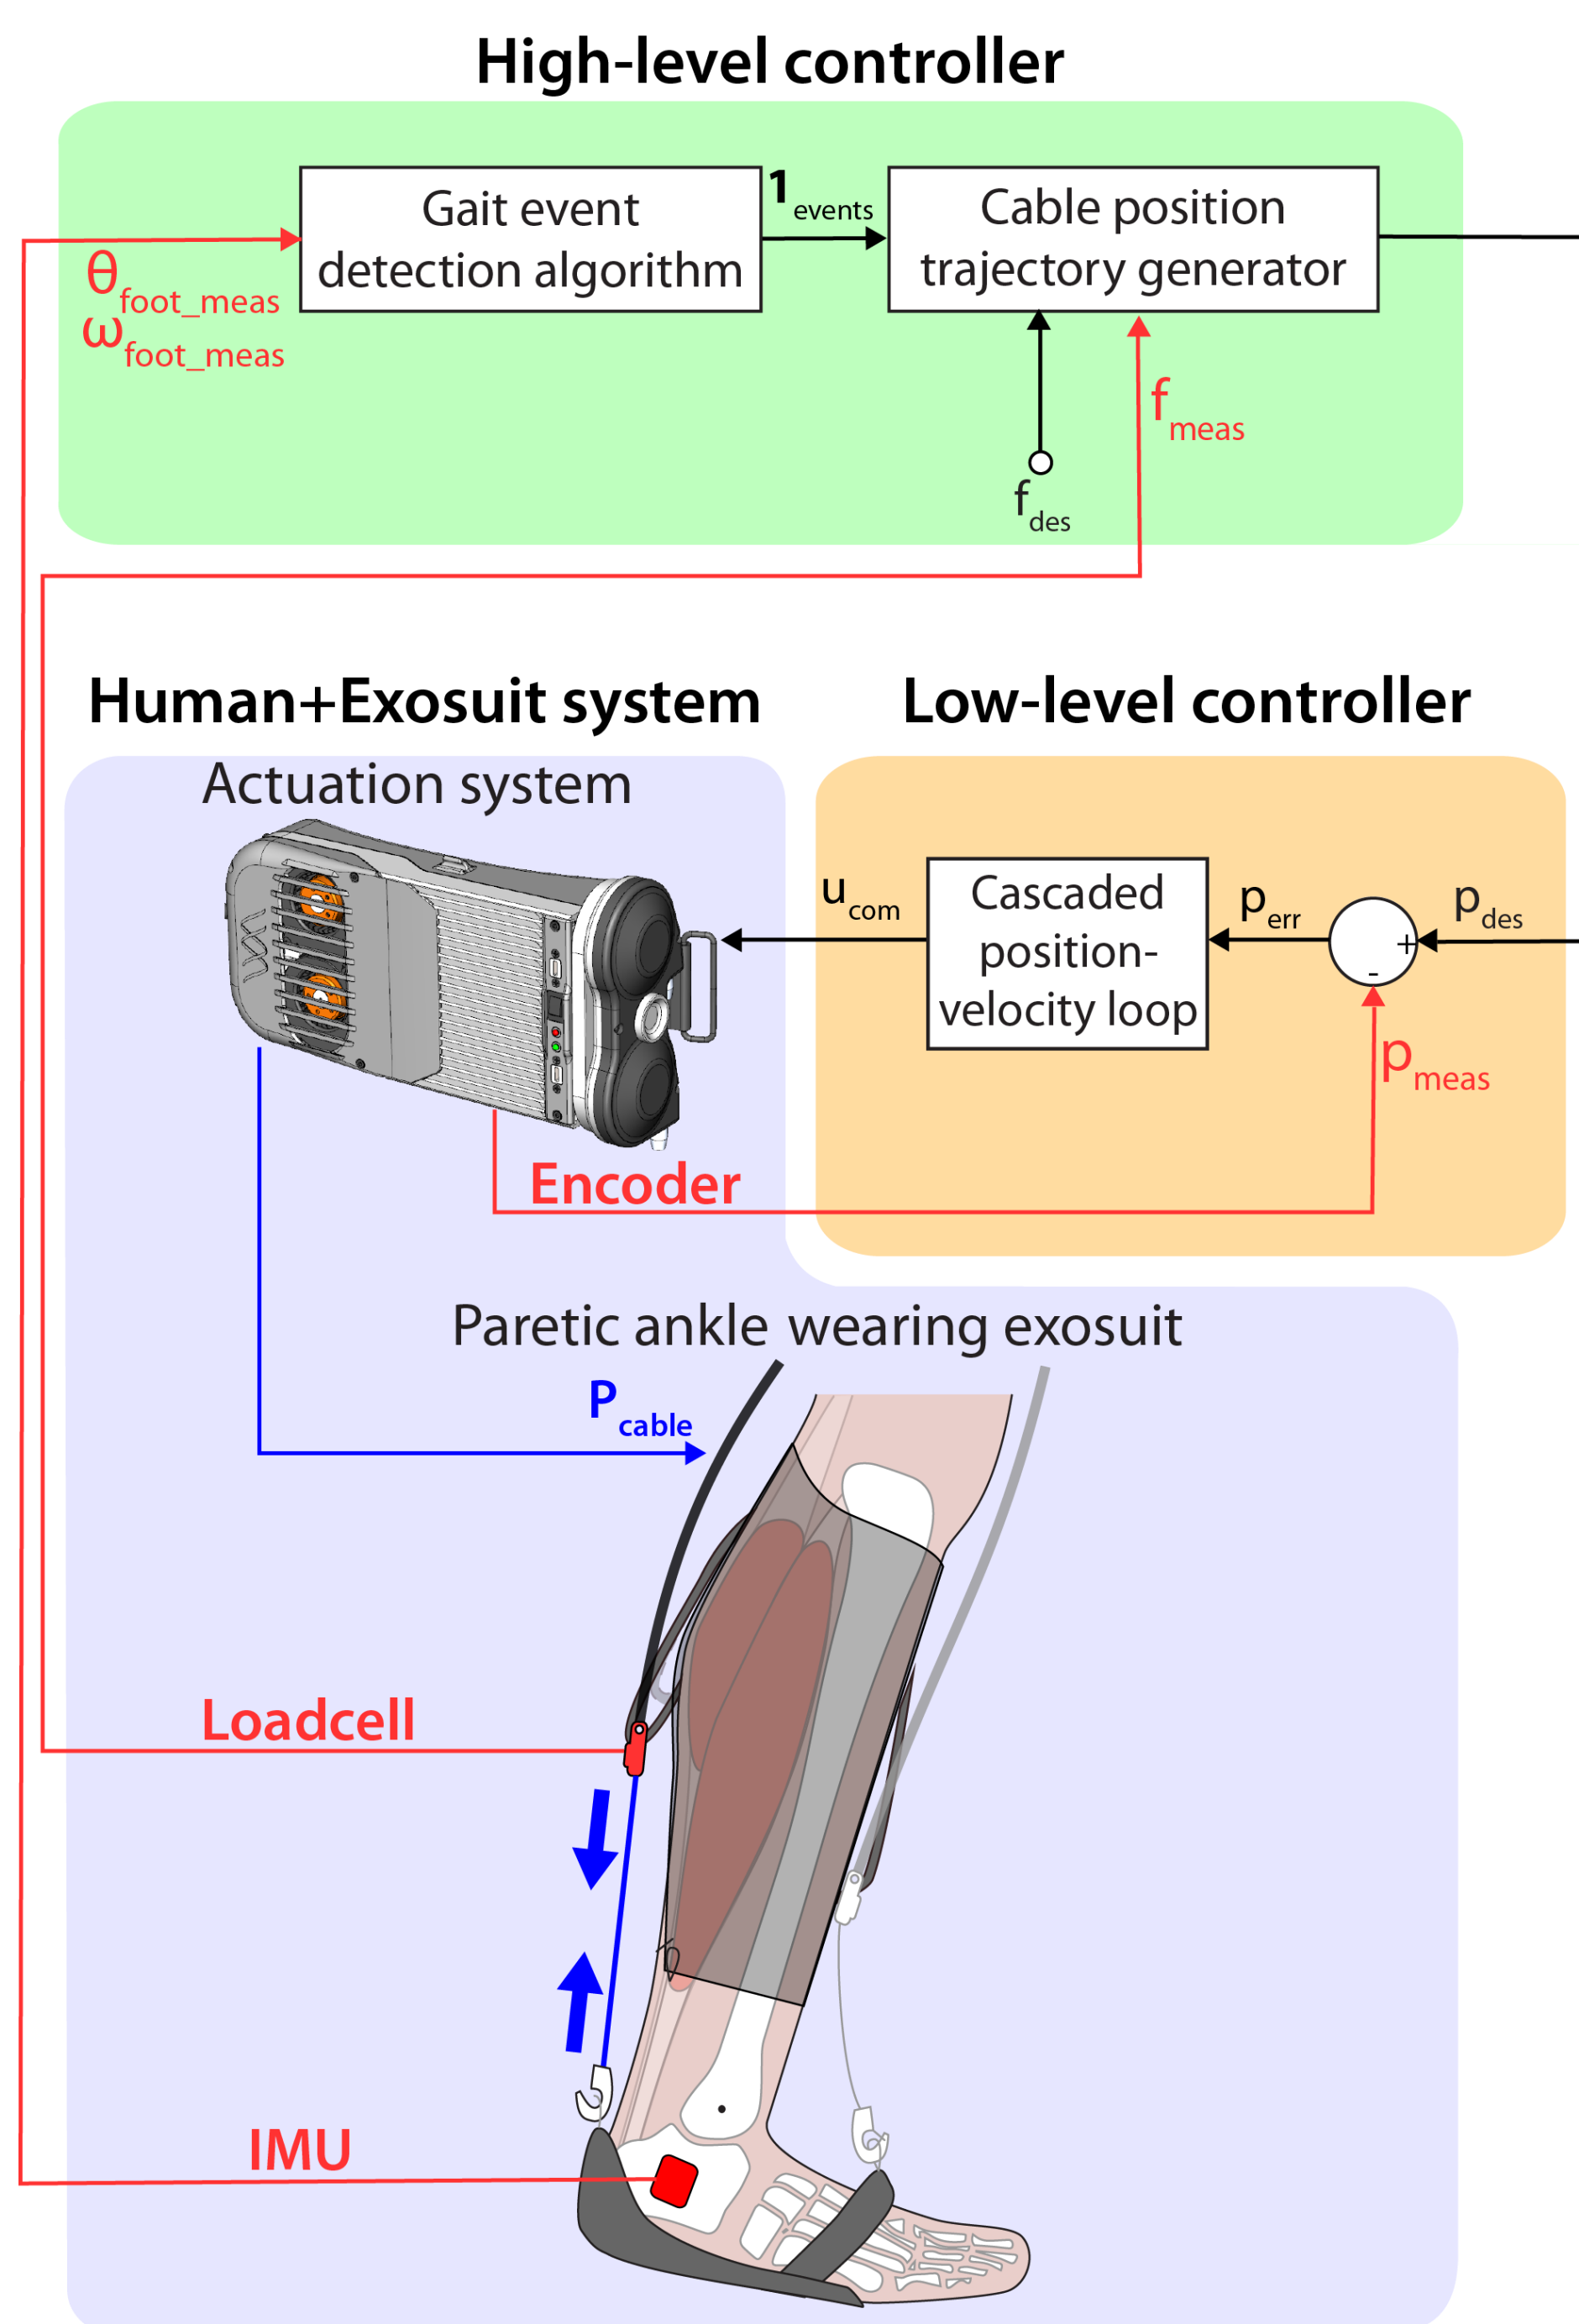 High-level controller
Gait event
detection algorithm
1events
Cable position
trajectory generator
θfoot_meas
ωfoot_meas
fmeas
fdes
Human+Exosuit system
Low-level controller
Actuation system
ucom
Cascaded
position-
velocity loop
perr
+
-
pdes
pmeas
Encoder
Paretic ankle wearing exosuit
Pcable
Loadcell
IMU